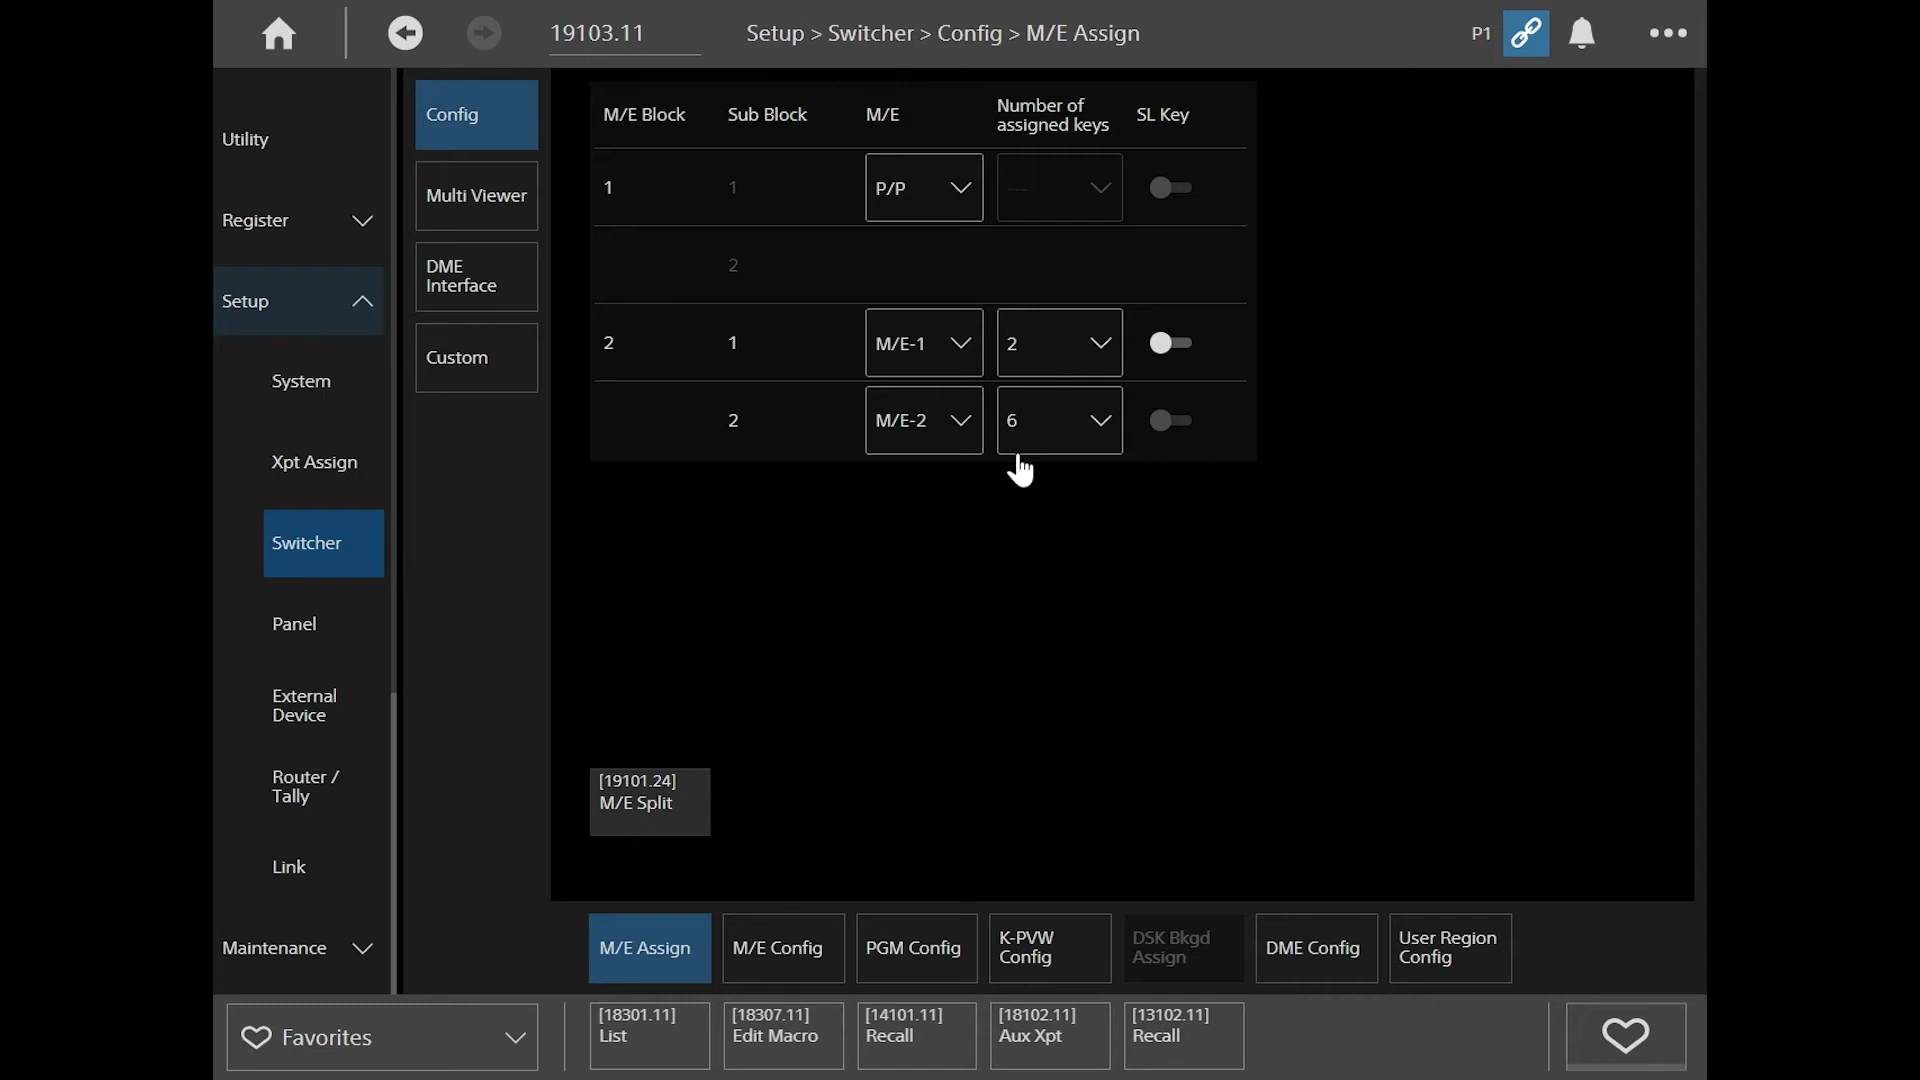 19103.11
Setup > Switcher > Config > M/E Assign
P1
Utility
Register
Setup
System
Xpt Assign
Switcher
Panel
External
Device
Router /
Tally
Link
Maintenance
Config
Multi Viewer
DME
Interface
Custom
M/E Block Sub Block M/E Number of assigned keys SL Key
1 1 P/P ---
2
2 1 M/E-1 2
2 M/E-2 6
[19101.24]
M/E Split
M/E Assign
M/E Config
PGM Config
K-PVW
Config
DSK Bkgd
Assign
DME Config
User Region
Config
Favorites
[18301.11]
List
[18307.11]
Edit Macro
[14101.11]
Recall
[18102.11]
Aux Xpt
[13102.11]
Recall